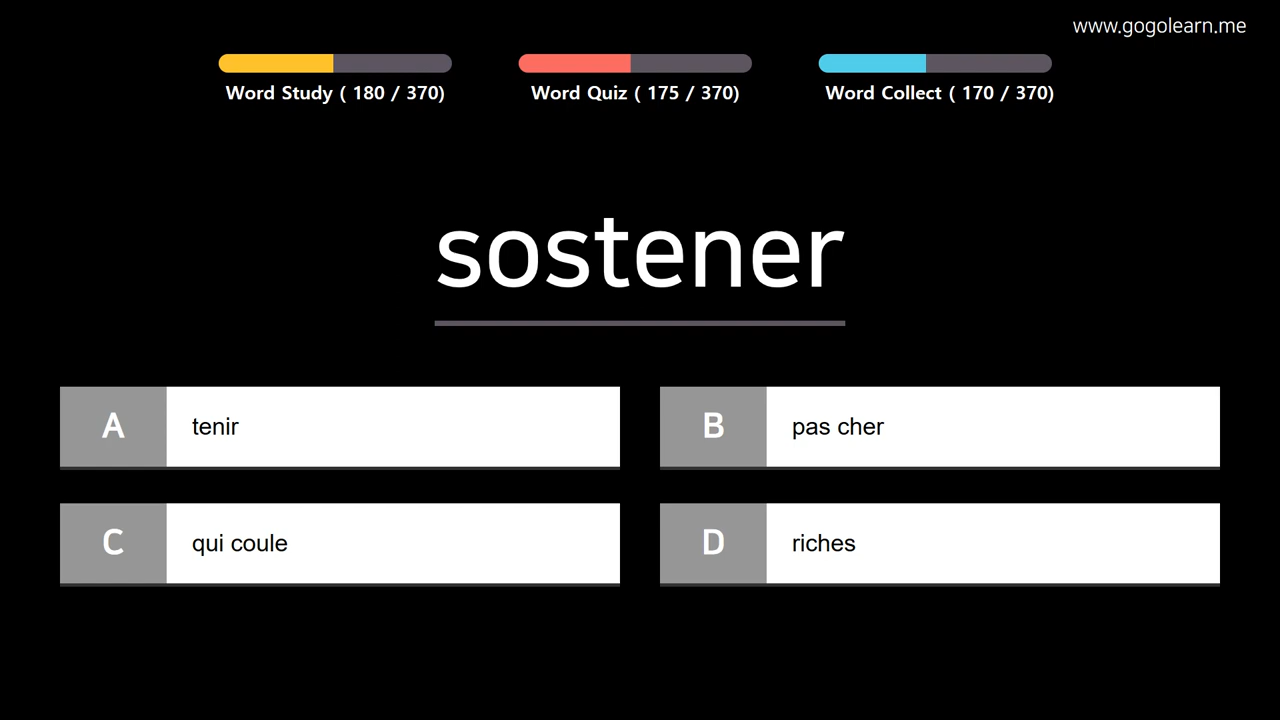 www.gogolearn.me
Word Study ( 180 / 370)
Word Quiz ( 175 / 370)
Word Collect ( 170 / 370)
sostener
A
tenir
B
pas cher
C
qui coule
D
riches